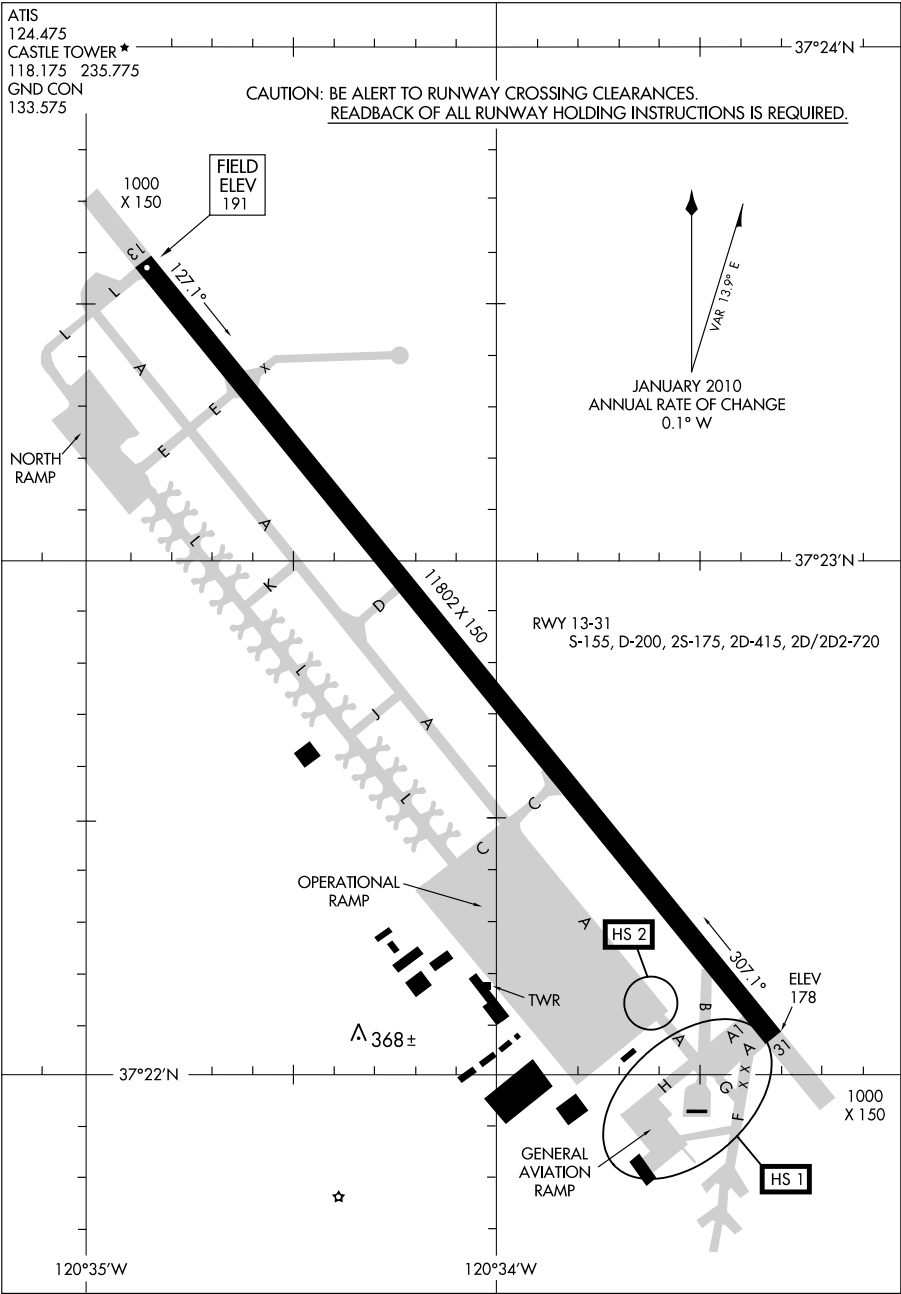 ATIS
124.475
CASTLE TOWER
118.175 235.775
GND CON
133.575
37°24'N
CAUTION: BE ALERT TO RUNWAY CROSSING CLEARANCES.
READBACK OF ALL RUNWAY HOLDING INSTRUCTIONS IS REQUIRED.
1000
X 150
FIELD
ELEV
191
13
127.1°
VAR 13.9° E
JANUARY 2010
ANNUAL RATE OF CHANGE
0.1° W
L
L
A
X
E
E
NORTH
RAMP
A
L
K
37°23'N
D
11802 X 150
RWY 13-31
S-155, D-200, 2S-175, 2D-415, 2D/2D2-720
L
J
A
L
C
C
OPERATIONAL
RAMP
A
HS 2
307.1°
ELEV
178
TWR
B
A1
A
A
31
368±
37°22'N
H
G
X
X
F
1000
X 150
GENERAL
AVIATION
RAMP
HS 1
120°35'W
120°34'W